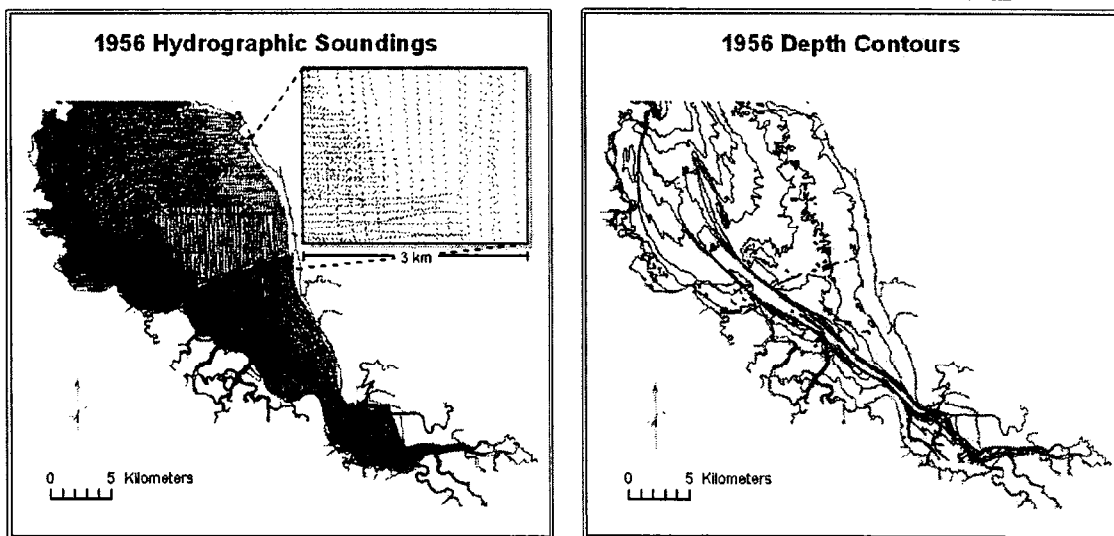 1956 Hydrographic Soundings
3 km
0 5 Kilometers
1956 Depth Contours
0 5 Kilometers